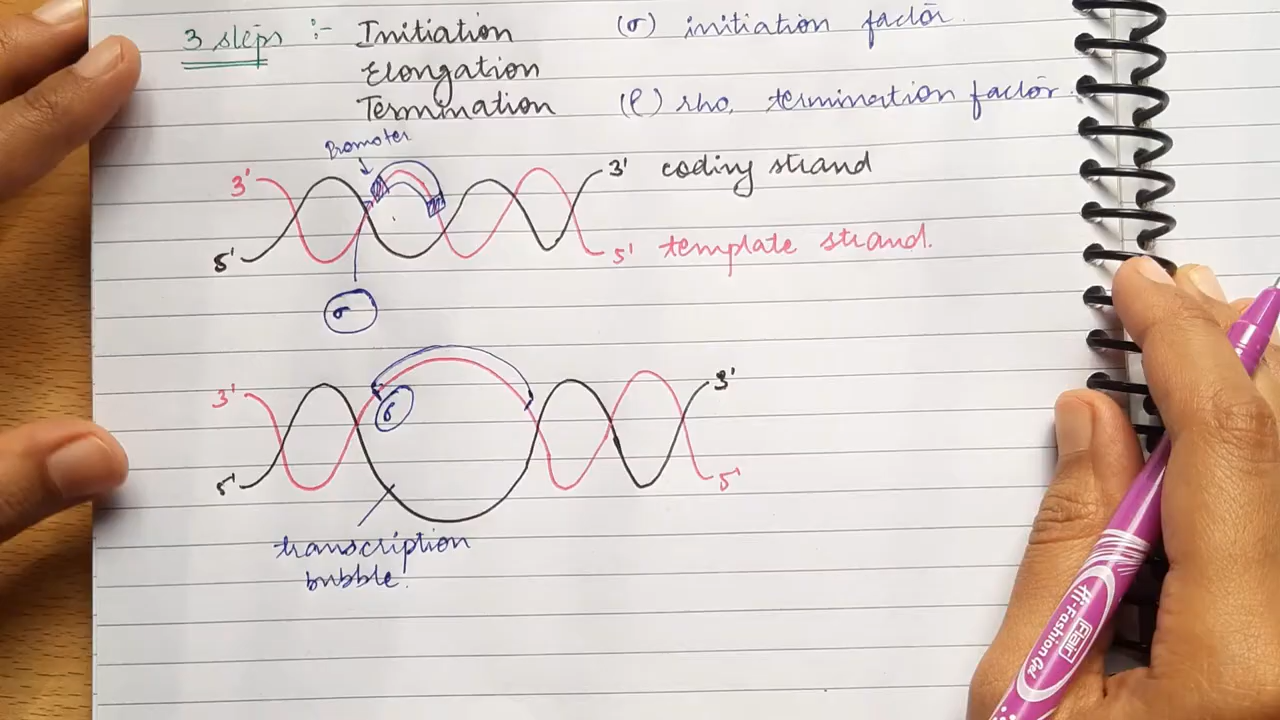 3 steps :- Initiation (σ) initiation factor.
Elongation
Termination (ρ) rho, termination factor.
Promoter
3' 3' coding strand
5' 5' template strand.
σ
3' 3'
σ
5' 5'
transcription
bubble.
Flair
Hi-Fashion Gel